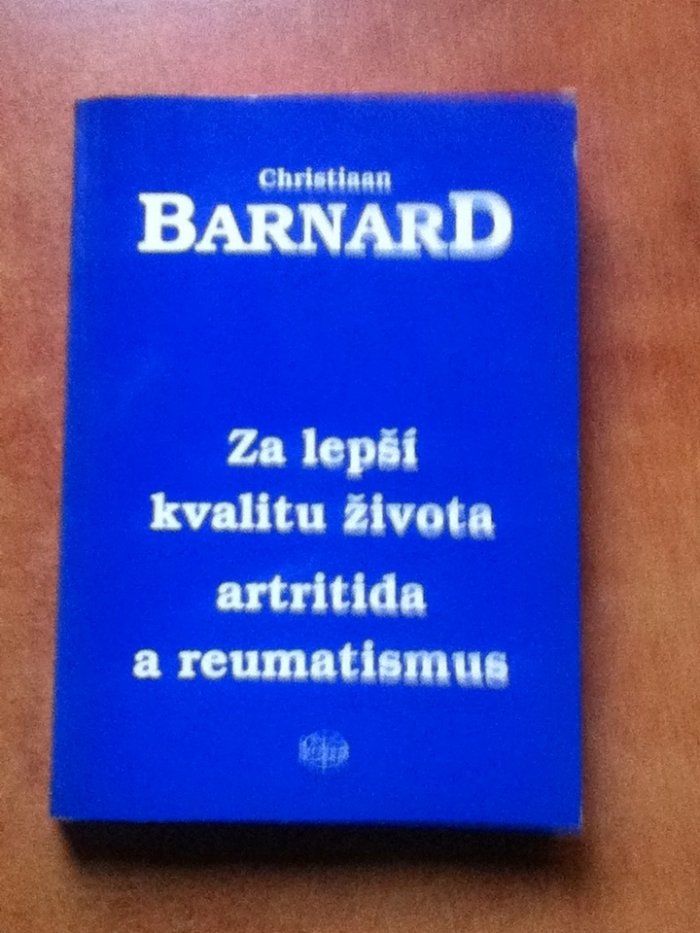 Christiaan
BARNARD
Za lepší
kvalitu života
artritida
a reumatismus